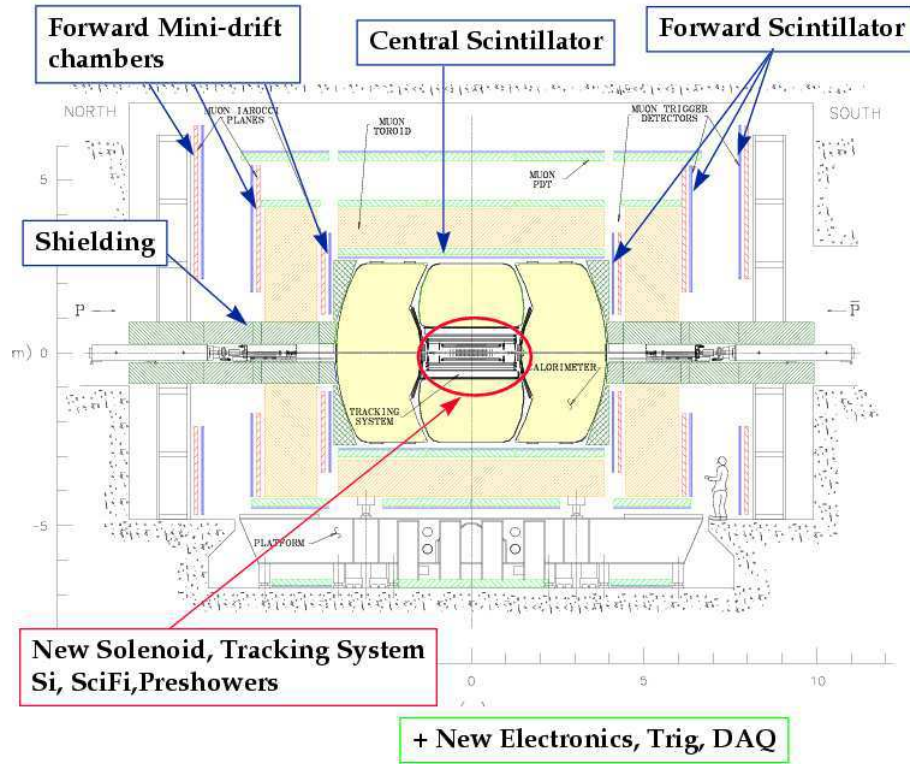 Forward Mini-drift
chambers
Central Scintillator
Forward Scintillator
NORTH
MUON IAROCCI
PLANES
MUON
TOROID
MUON TRIGGER
DETECTORS
SOUTH
MUON
PDT
5
Shielding
P
P̅
m)
0
CALORIMETER
TRACKING
SYSTEM
-5
PLATFORM
New Solenoid, Tracking System
Si, SciFi,Preshowers
0
5
10
+ New Electronics, Trig, DAQ